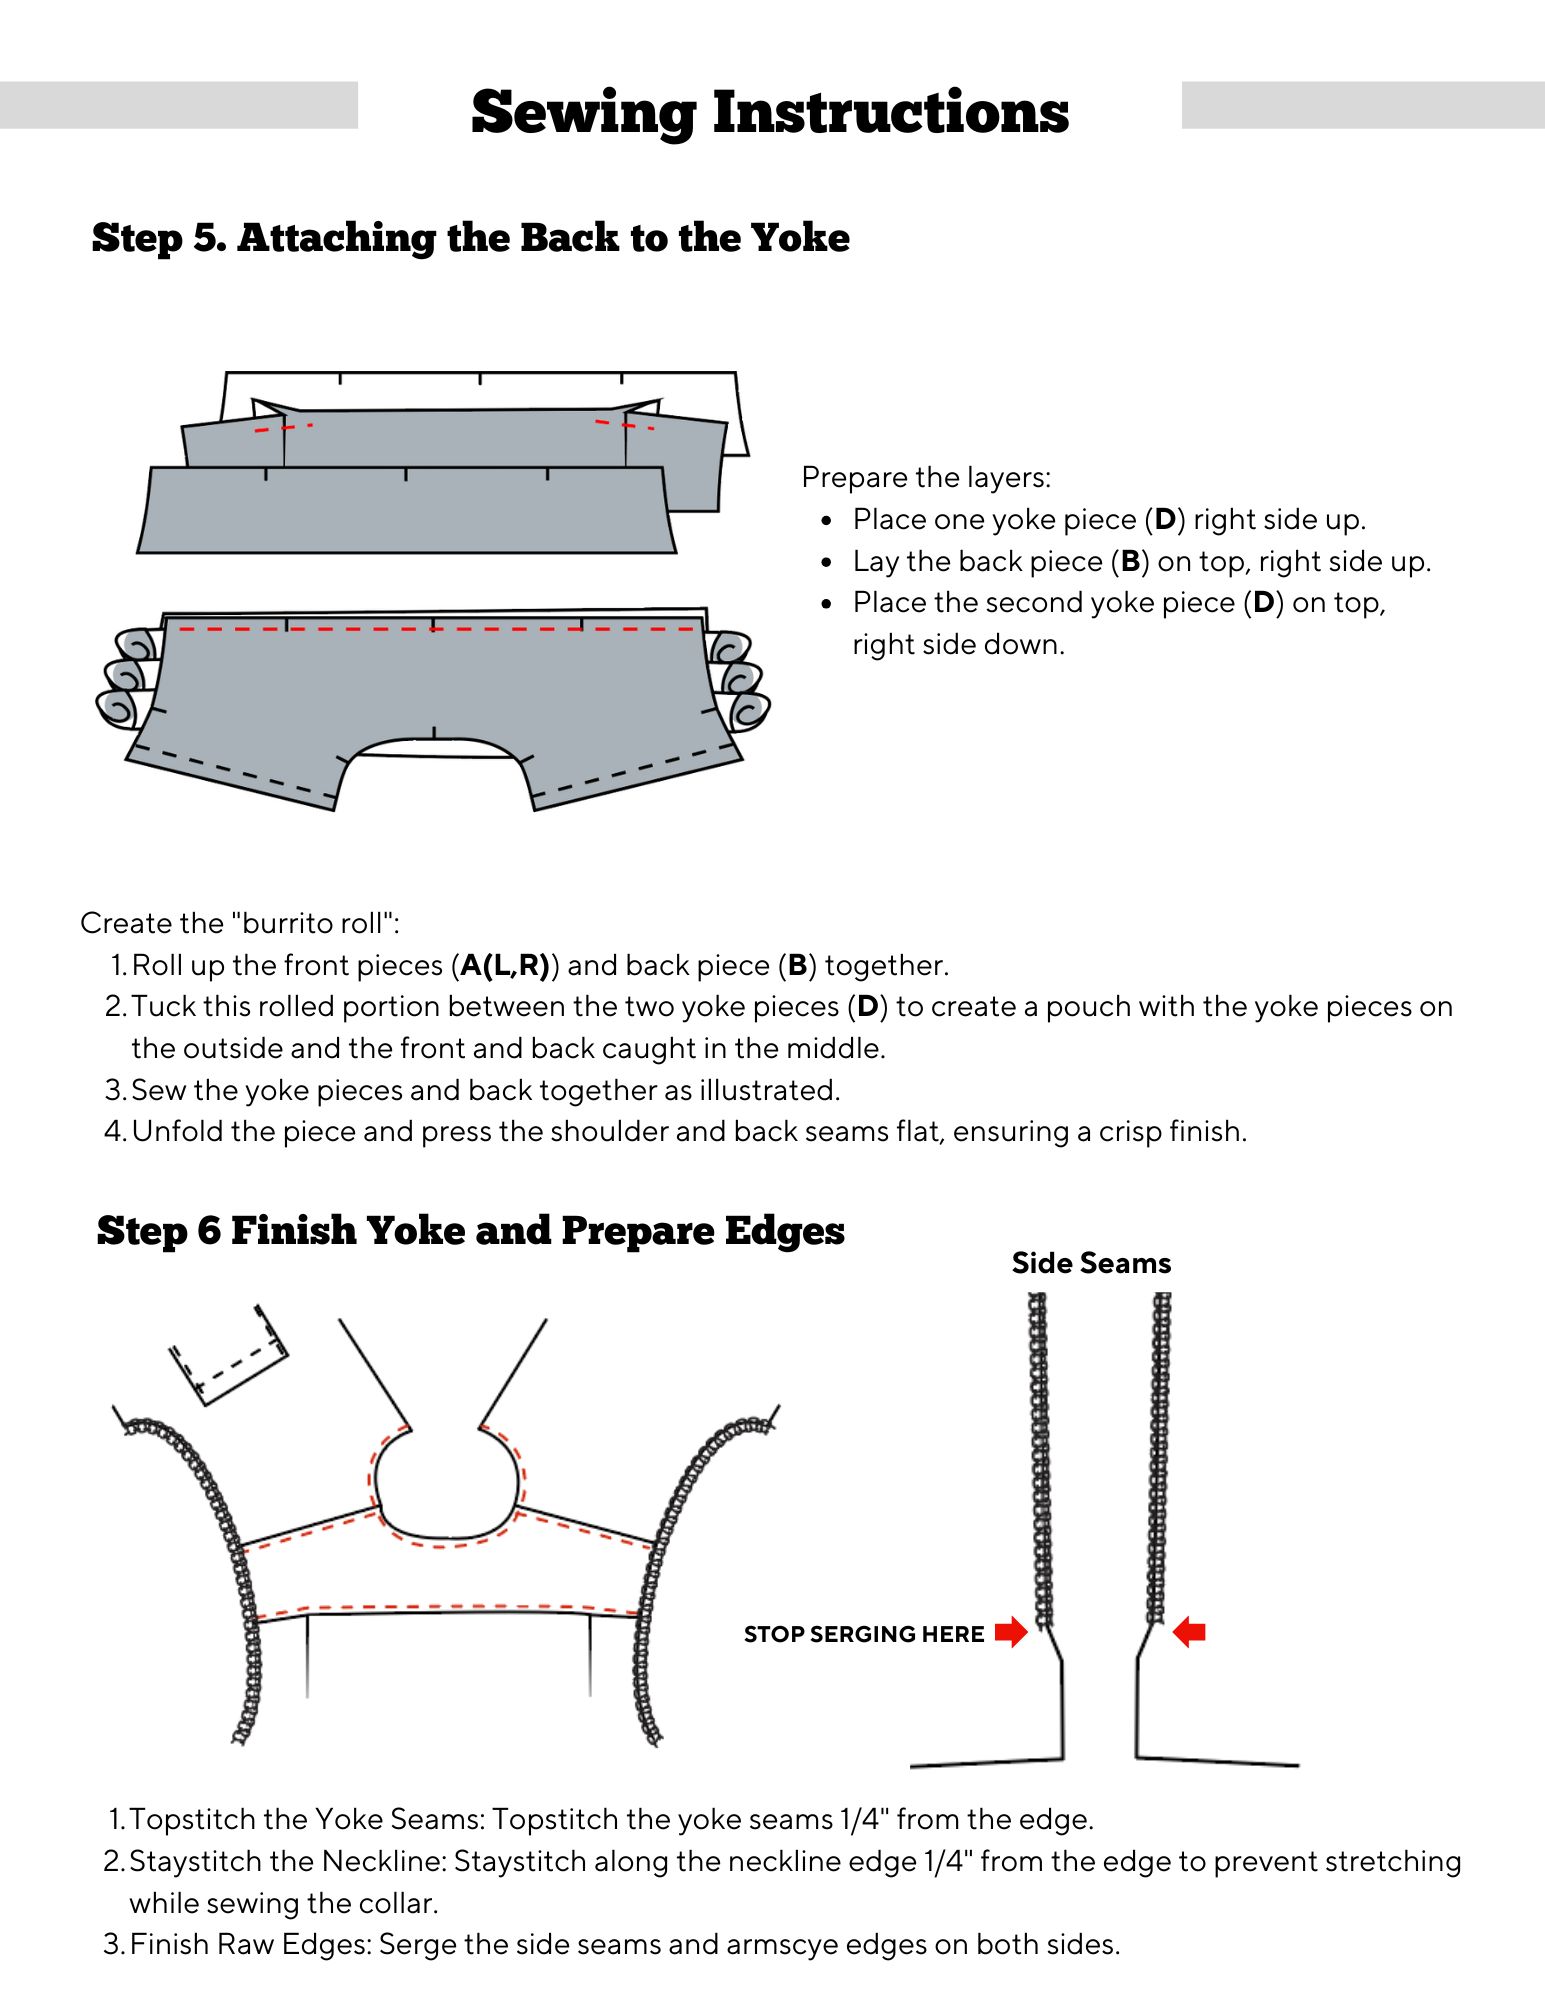 Sewing Instructions
Step 5. Attaching the Back to the Yoke
Prepare the layers:
• Place one yoke piece (D) right side up.
• Lay the back piece (B) on top, right side up.
• Place the second yoke piece (D) on top,
right side down.
Create the "burrito roll":
1. Roll up the front pieces (A(L,R)) and back piece (B) together.
2. Tuck this rolled portion between the two yoke pieces (D) to create a pouch with the yoke pieces on
the outside and the front and back caught in the middle.
3. Sew the yoke pieces and back together as illustrated.
4. Unfold the piece and press the shoulder and back seams flat, ensuring a crisp finish.
Step 6 Finish Yoke and Prepare Edges
Side Seams
STOP SERGING HERE
1. Topstitch the Yoke Seams: Topstitch the yoke seams 1/4" from the edge.
2. Staystitch the Neckline: Staystitch along the neckline edge 1/4" from the edge to prevent stretching
while sewing the collar.
3. Finish Raw Edges: Serge the side seams and armscye edges on both sides.